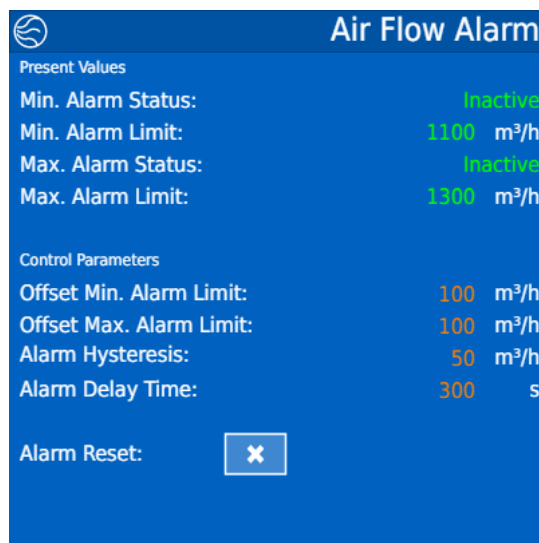 Air Flow Alarm
Present Values
Min. Alarm Status: Inactive
Min. Alarm Limit: 1100 m³/h
Max. Alarm Status: Inactive
Max. Alarm Limit: 1300 m³/h
Control Parameters
Offset Min. Alarm Limit: 100 m³/h
Offset Max. Alarm Limit: 100 m³/h
Alarm Hysteresis: 50 m³/h
Alarm Delay Time: 300 s
Alarm Reset: